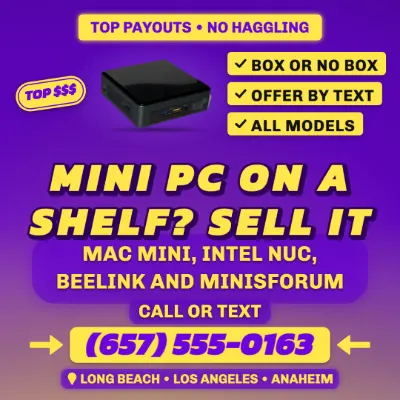 TOP PAYOUTS • NO HAGGLING
TOP $$$
✓ BOX OR NO BOX
✓ OFFER BY TEXT
✓ ALL MODELS
MINI PC ON A
SHELF? SELL IT
MAC MINI, INTEL NUC,
BEELINK AND MINISFORUM
CALL OR TEXT
(657) 555-0163
LONG BEACH • LOS ANGELES • ANAHEIM